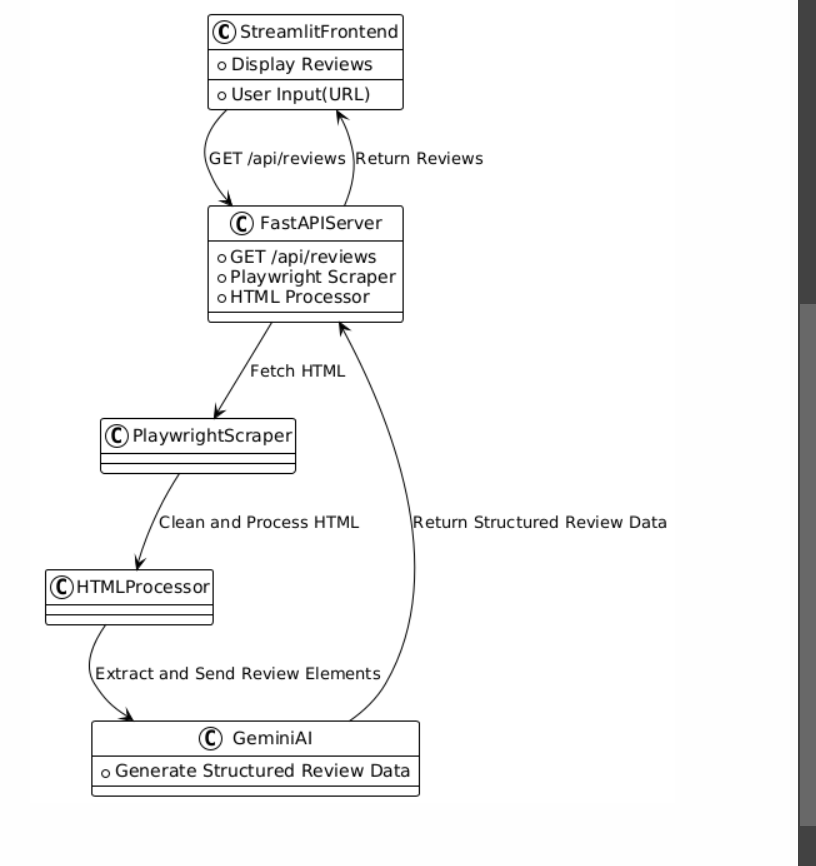 C StreamlitFrontend
Display Reviews
User Input(URL)
GET /api/reviews
Return Reviews
C FastAPIServer
GET /api/reviews
Playwright Scraper
HTML Processor
Fetch HTML
C PlaywrightScraper
Clean and Process HTML
Return Structured Review Data
C HTMLProcessor
Extract and Send Review Elements
C GeminiAI
Generate Structured Review Data